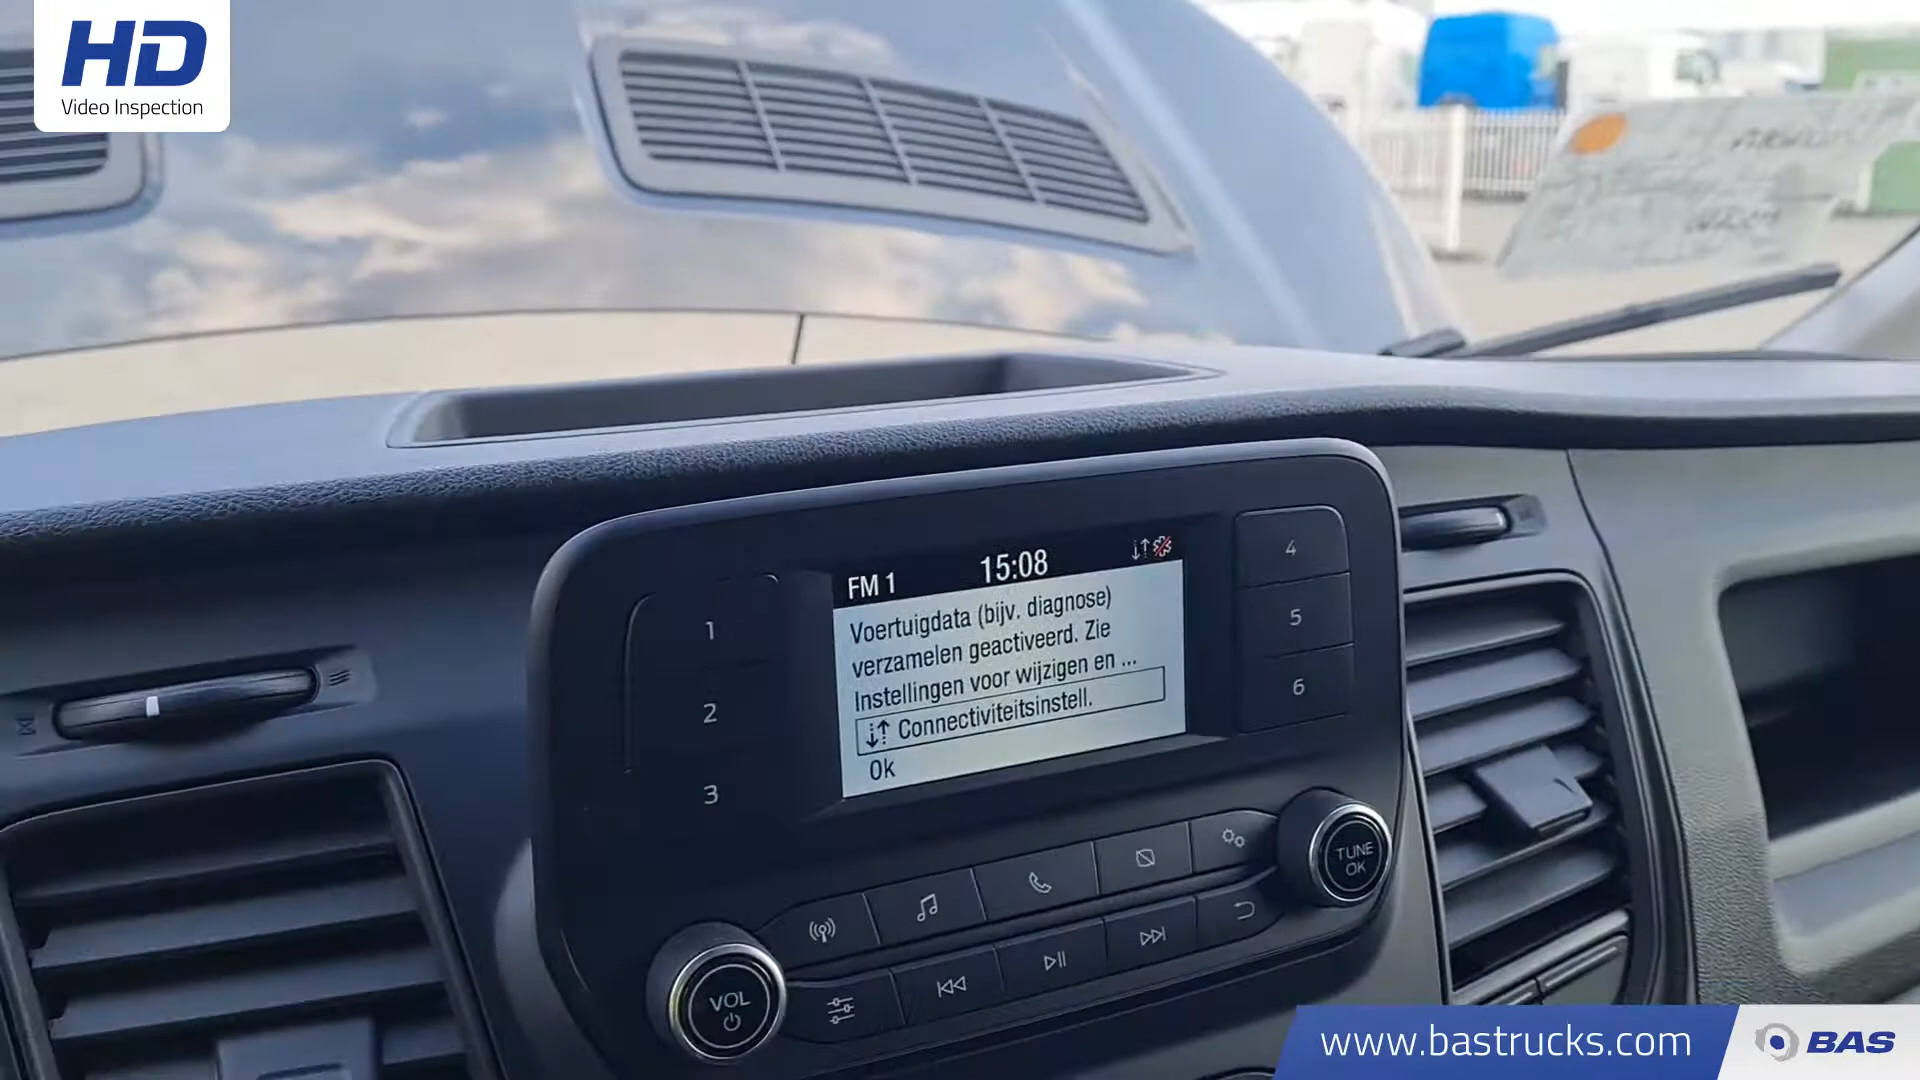 HD
Video Inspection
FM 1
15:08
Voertuigdata (bijv. diagnose)
verzamelen geactiveerd. Zie
Instellingen voor wijzigen en ...
Connectiviteitsinstell.
Ok
1
2
3
4
5
6
TUNE
OK
VOL
www.bastrucks.com
BAS